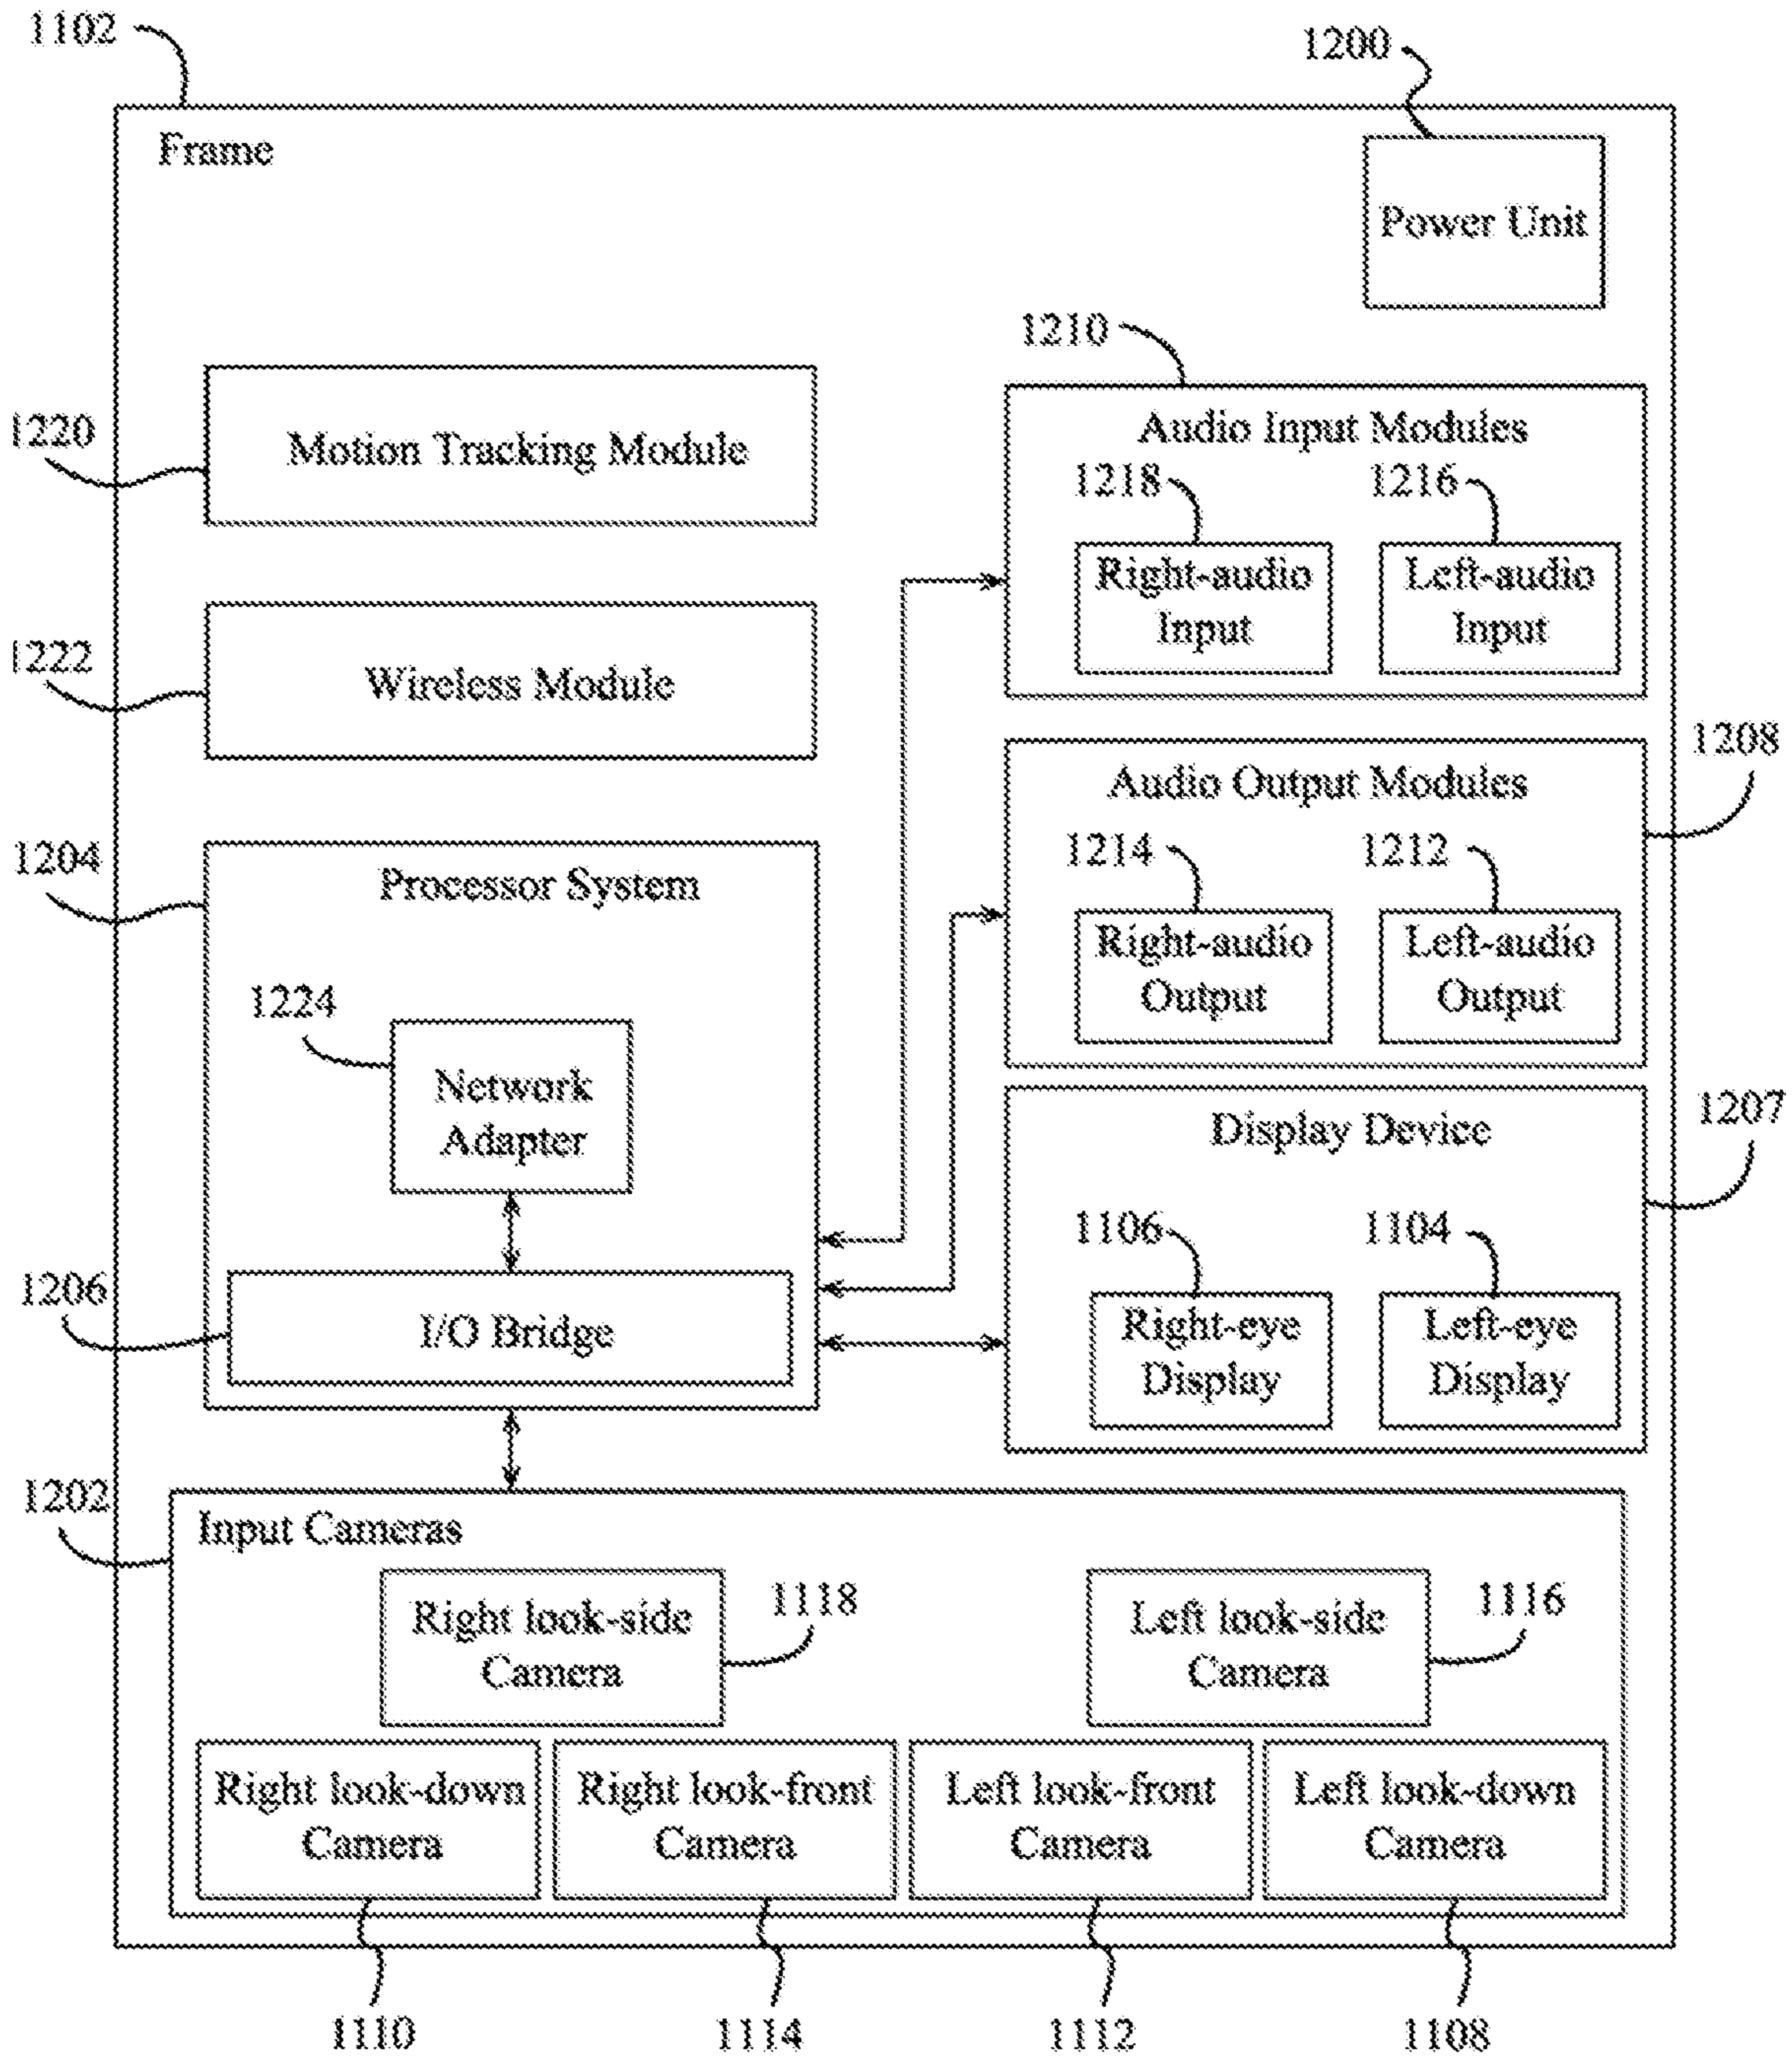 1102
1200
Frame
Power Unit
1210
1220
Motion Tracking Module
Audio Input Modules
1218
1216
Right-audio
Input
Left-audio
Input
1222
Wireless Module
1208
Audio Output Modules
1214
1212
Right-audio
Output
Left-audio
Output
1204
Processor System
1224
Network
Adapter
1207
Display Device
1106
1104
Right-eye
Display
Left-eye
Display
1206
I/O Bridge
1202
Input Cameras
Right look-side
Camera
1118
Left look-side
Camera
1116
Right look-down
Camera
Right look-front
Camera
Left look-front
Camera
Left look-down
Camera
1110
1114
1112
1108